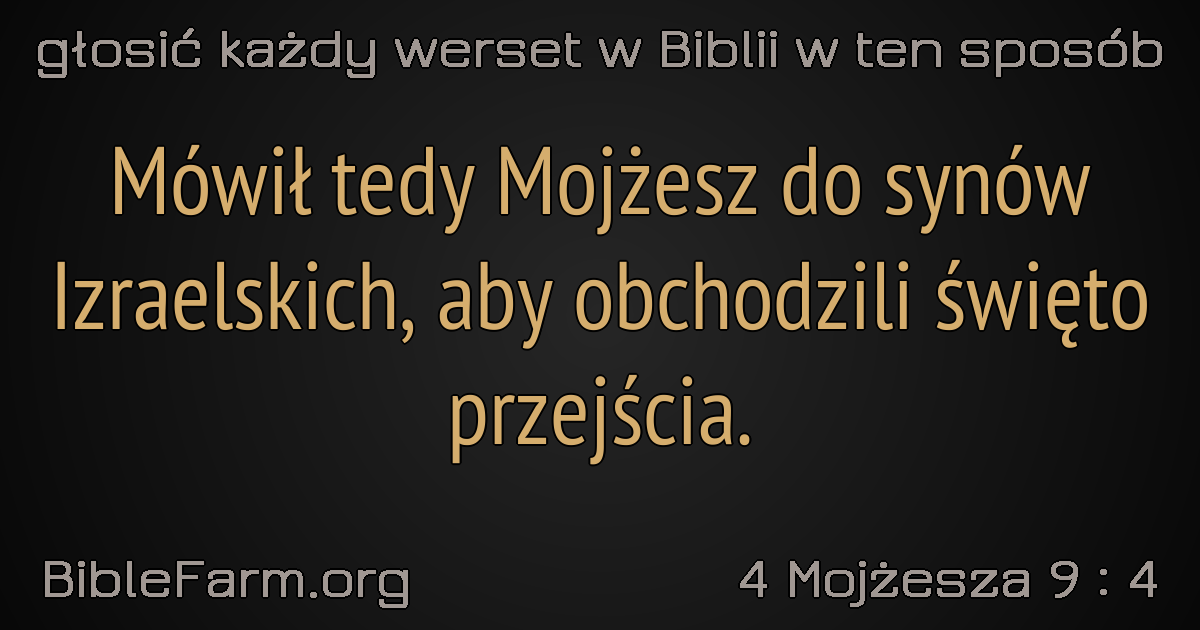 głosić każdy werset w Biblii w ten sposób
Mówił tedy Mojżesz do synów
Izraelskich, aby obchodzili święto
przejścia.
BibleFarm.org
4 Mojżesza 9 : 4